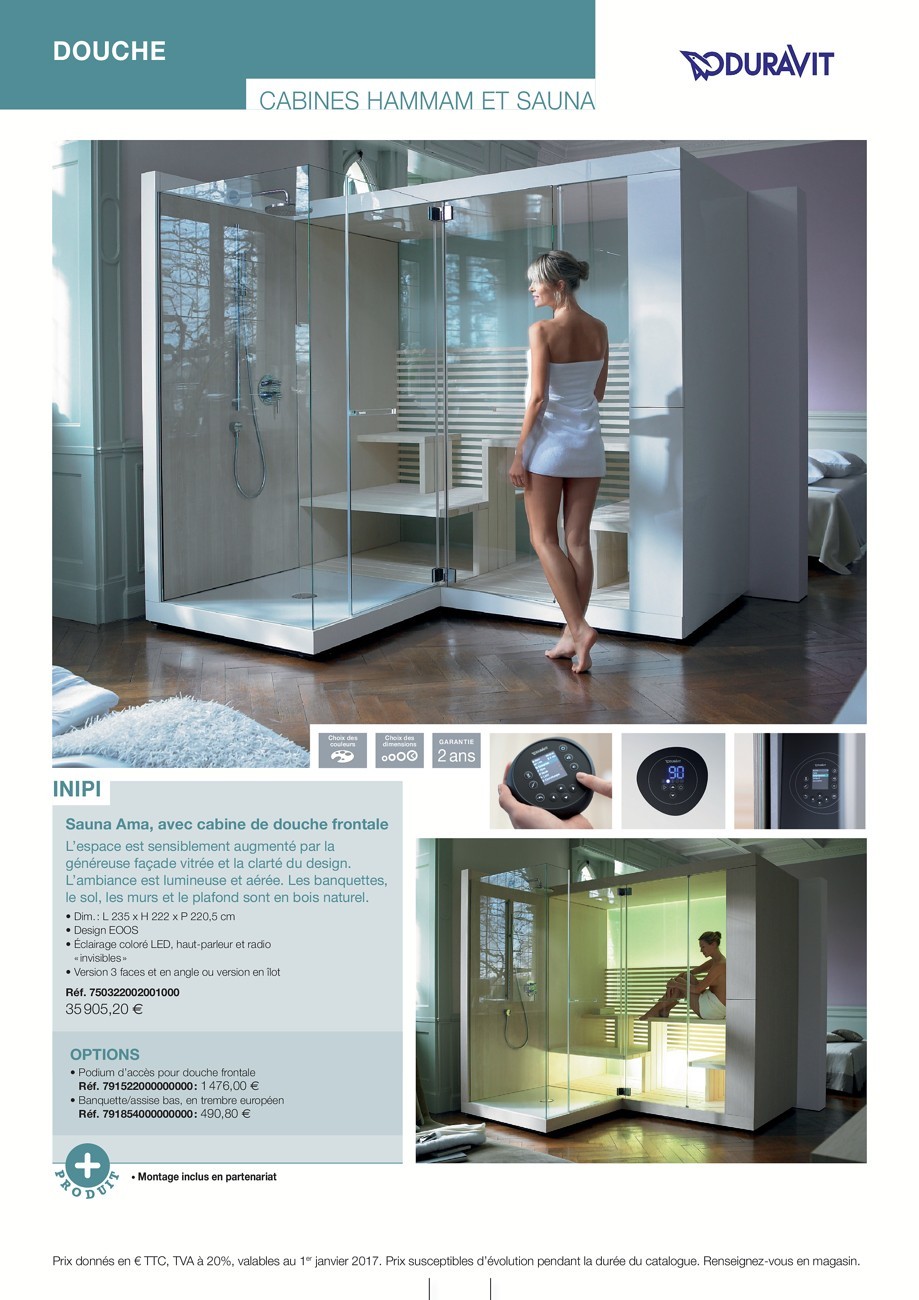 DOUCHE
DURAVIT
CABINES HAMMAM ET SAUNA
Choix des
couleurs
Choix des
dimensions
GARANTIE
2 ans
90
INIPI
Sauna Ama, avec cabine de douche frontale
L’espace est sensiblement augmenté par la
généreuse façade vitrée et la clarté du design.
L’ambiance est lumineuse et aérée. Les banquettes,
le sol, les murs et le plafond sont en bois naturel.
• Dim. : L 235 x H 222 x P 220,5 cm
• Design EOOS
• Éclairage coloré LED, haut-parleur et radio
« invisibles »
• Version 3 faces et en angle ou version en îlot
Réf. 750322002001000
35 905,20 €
OPTIONS
• Podium d’accès pour douche frontale
Réf. 791522000000000 : 1 476,00 €
• Banquette/assise bas, en trembre européen
Réf. 791854000000000 : 490,80 €
+
PRODUIT
• Montage inclus en partenariat
Prix donnés en € TTC, TVA à 20%, valables au 1er janvier 2017. Prix susceptibles d’évolution pendant la durée du catalogue. Renseignez-vous en magasin.